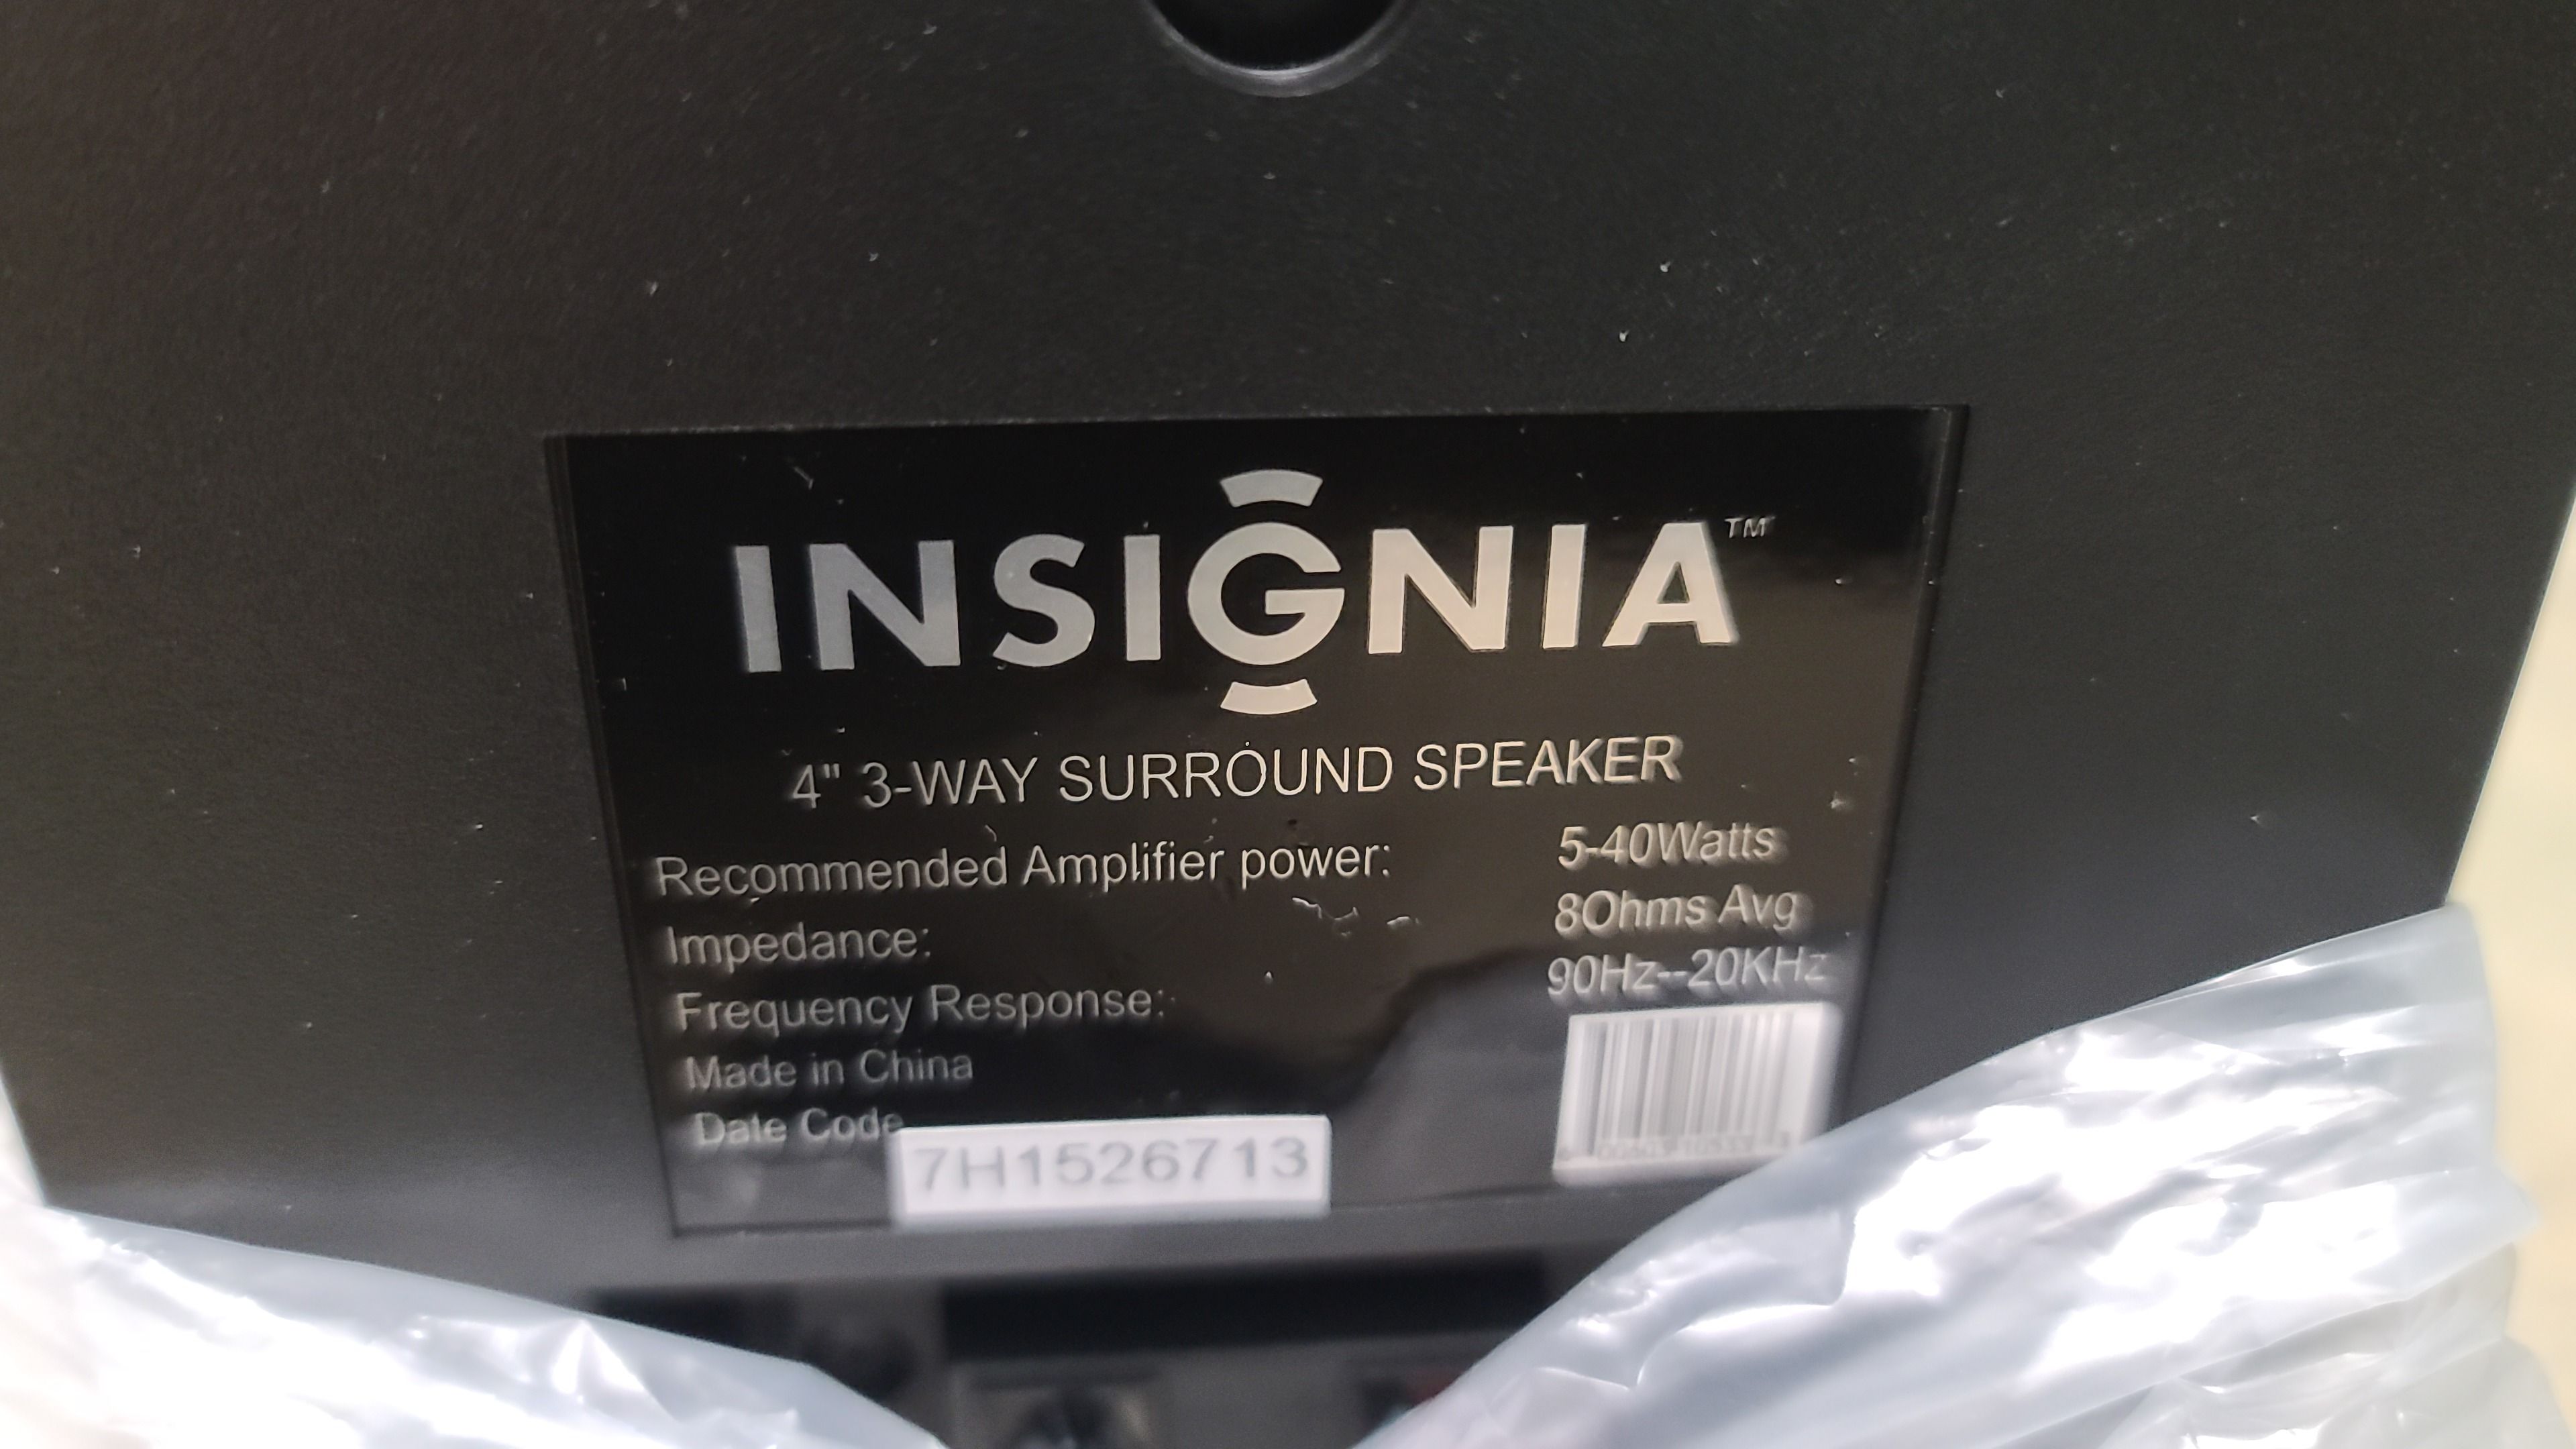 INSIGNIA™
4" 3-WAY SURROUND SPEAKER
Recommended Amplifier power: 5-40Watts
Impedance: 8Ohms Avg
Frequency Response: 90Hz--20KHz
Made in China
Date Code
7H1526713